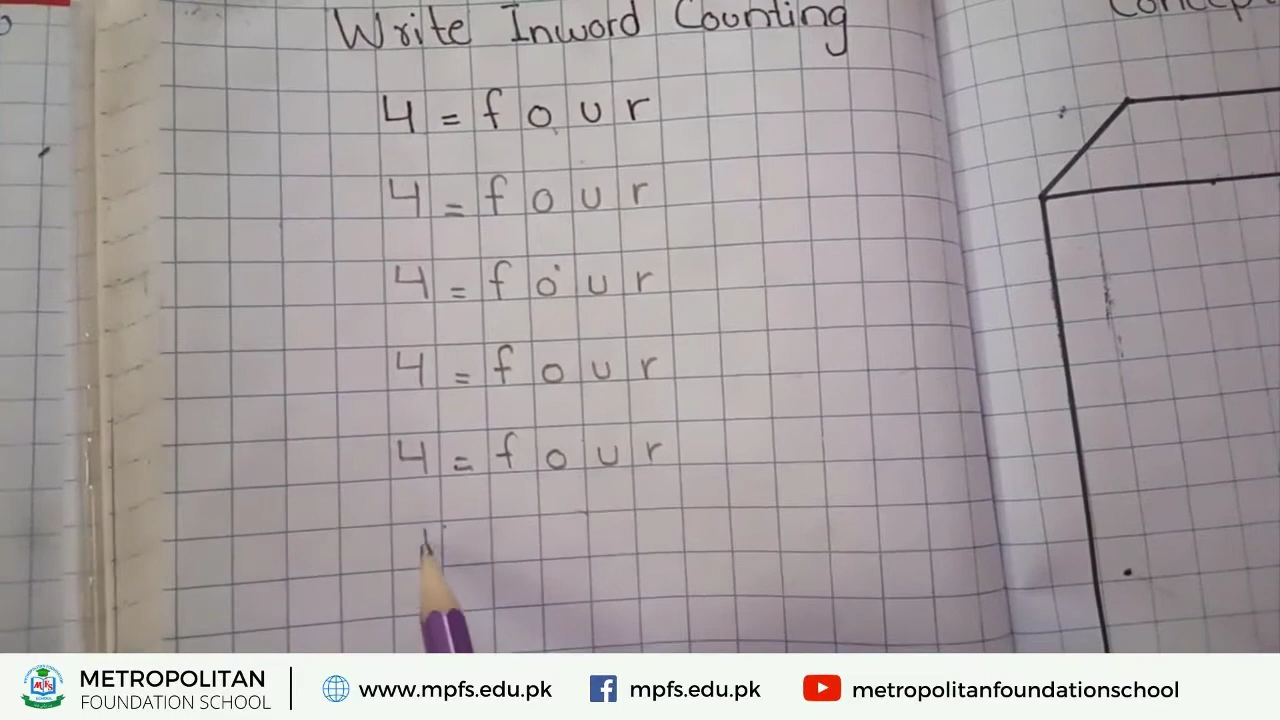 Write Inword Counting
4 = four
4 = four
4 = four
4 = four
4 = four
METROPOLITAN
FOUNDATION SCHOOL
www.mpfs.edu.pk
mpfs.edu.pk
metropolitanfoundationschool